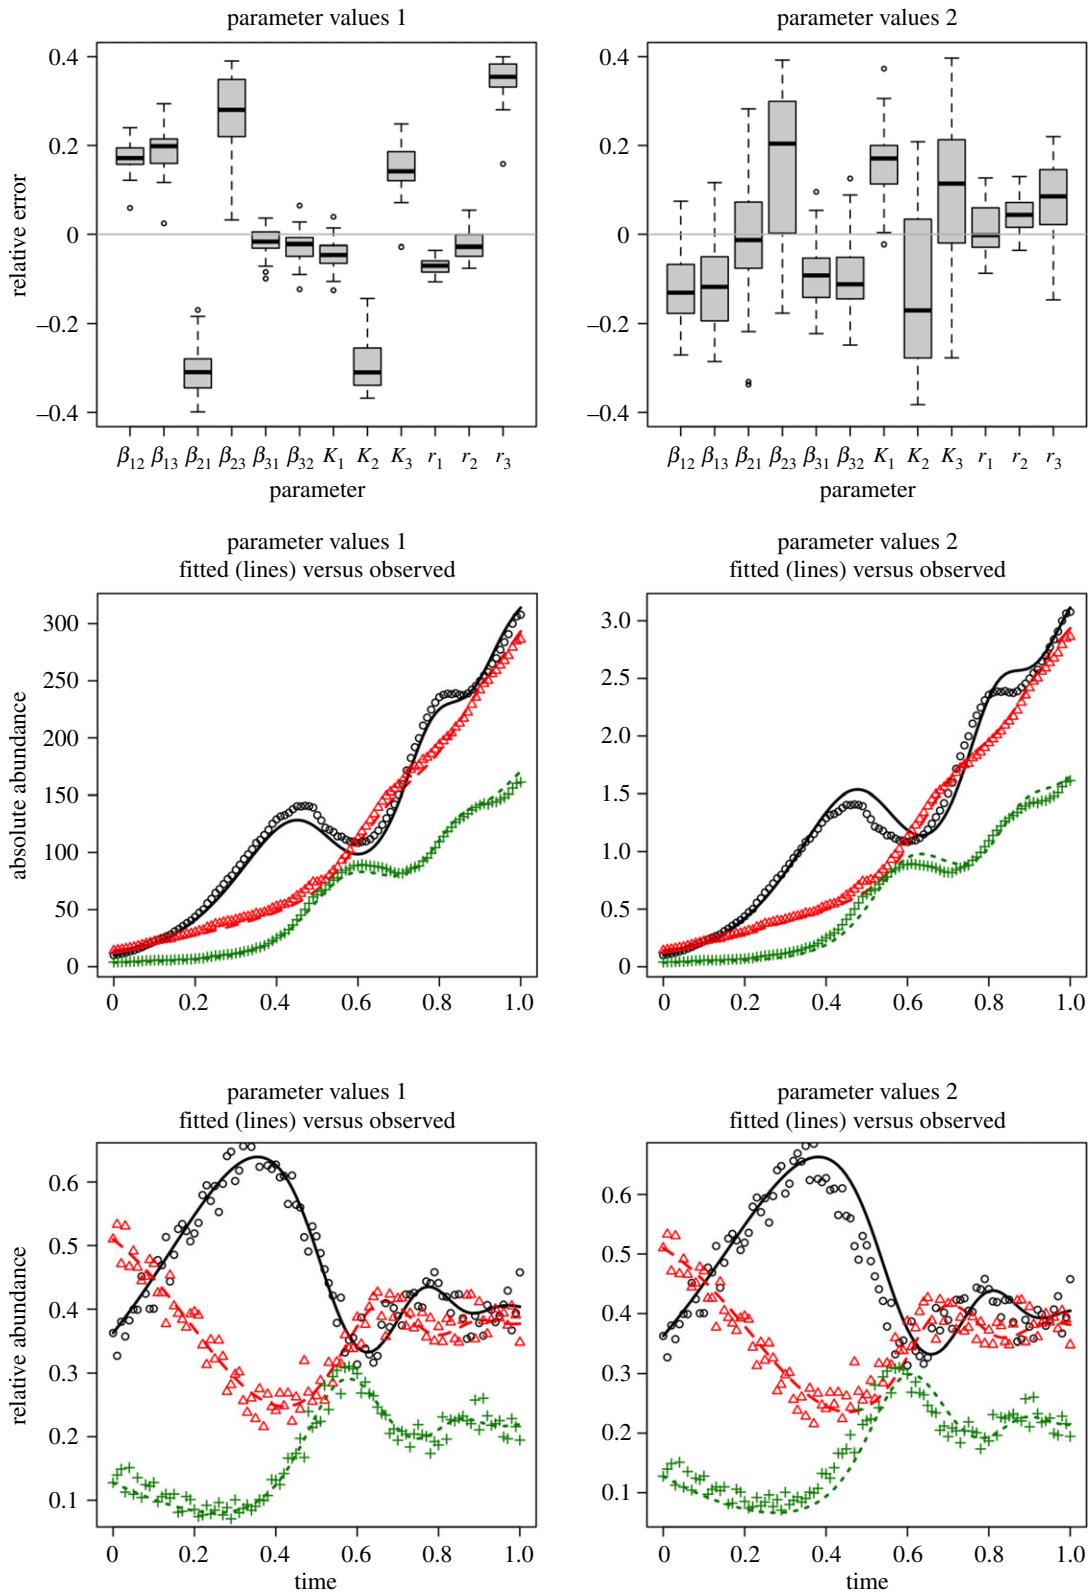 parameter values 1
parameter values 2
relative error
0.4
0.2
0
–0.2
–0.4
0.4
0.2
0
–0.2
–0.4
β12 β13 β21 β23 β31 β32 K1 K2 K3 r1 r2 r3
β12 β13 β21 β23 β31 β32 K1 K2 K3 r1 r2 r3
parameter
parameter
parameter values 1
fitted (lines) versus observed
parameter values 2
fitted (lines) versus observed
absolute abundance
300
250
200
150
100
50
0
3.0
2.5
2.0
1.5
1.0
0.5
0
0 0.2 0.4 0.6 0.8 1.0
0 0.2 0.4 0.6 0.8 1.0
parameter values 1
fitted (lines) versus observed
parameter values 2
fitted (lines) versus observed
relative abundance
0.6
0.5
0.4
0.3
0.2
0.1
0.6
0.5
0.4
0.3
0.2
0.1
0 0.2 0.4 0.6 0.8 1.0
0 0.2 0.4 0.6 0.8 1.0
time
time